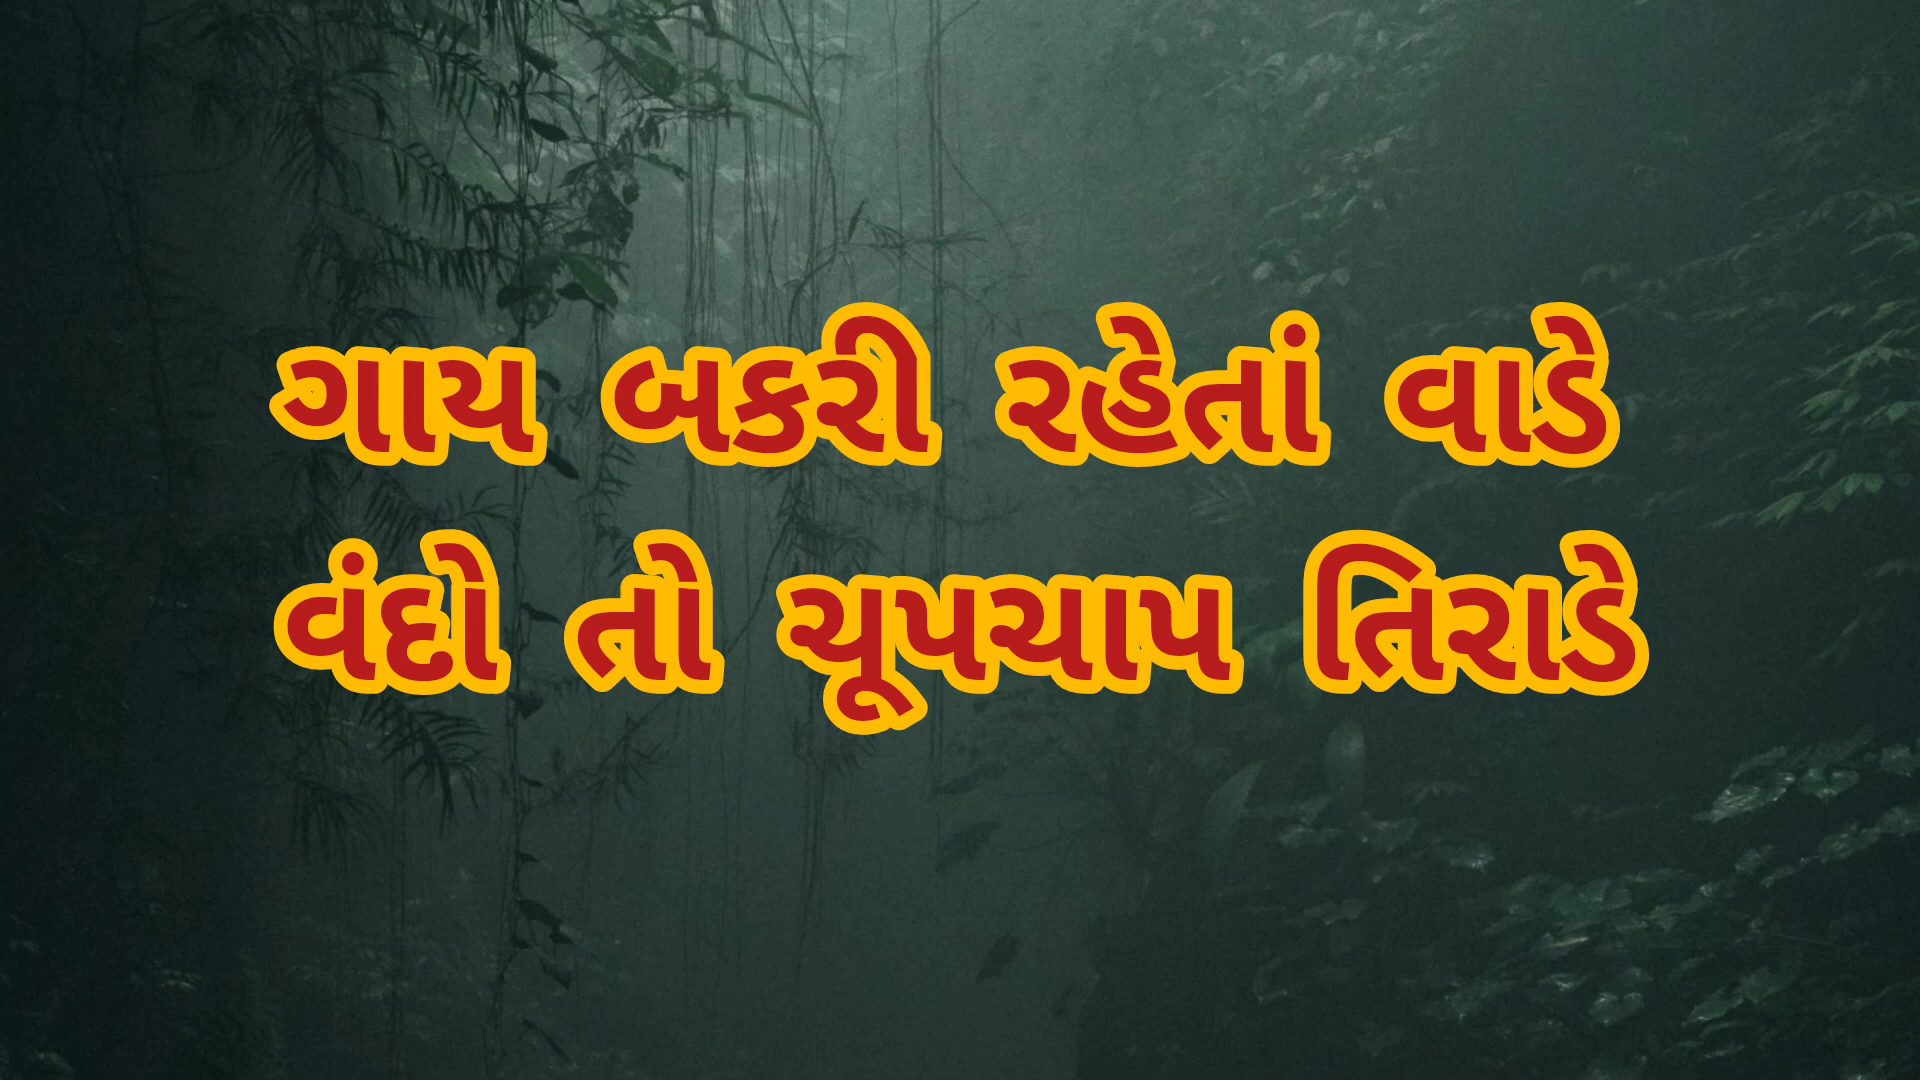 ગાય બકરી રહેતાં વાડે
વંદો તો ચૂપચાપ તિરાડે